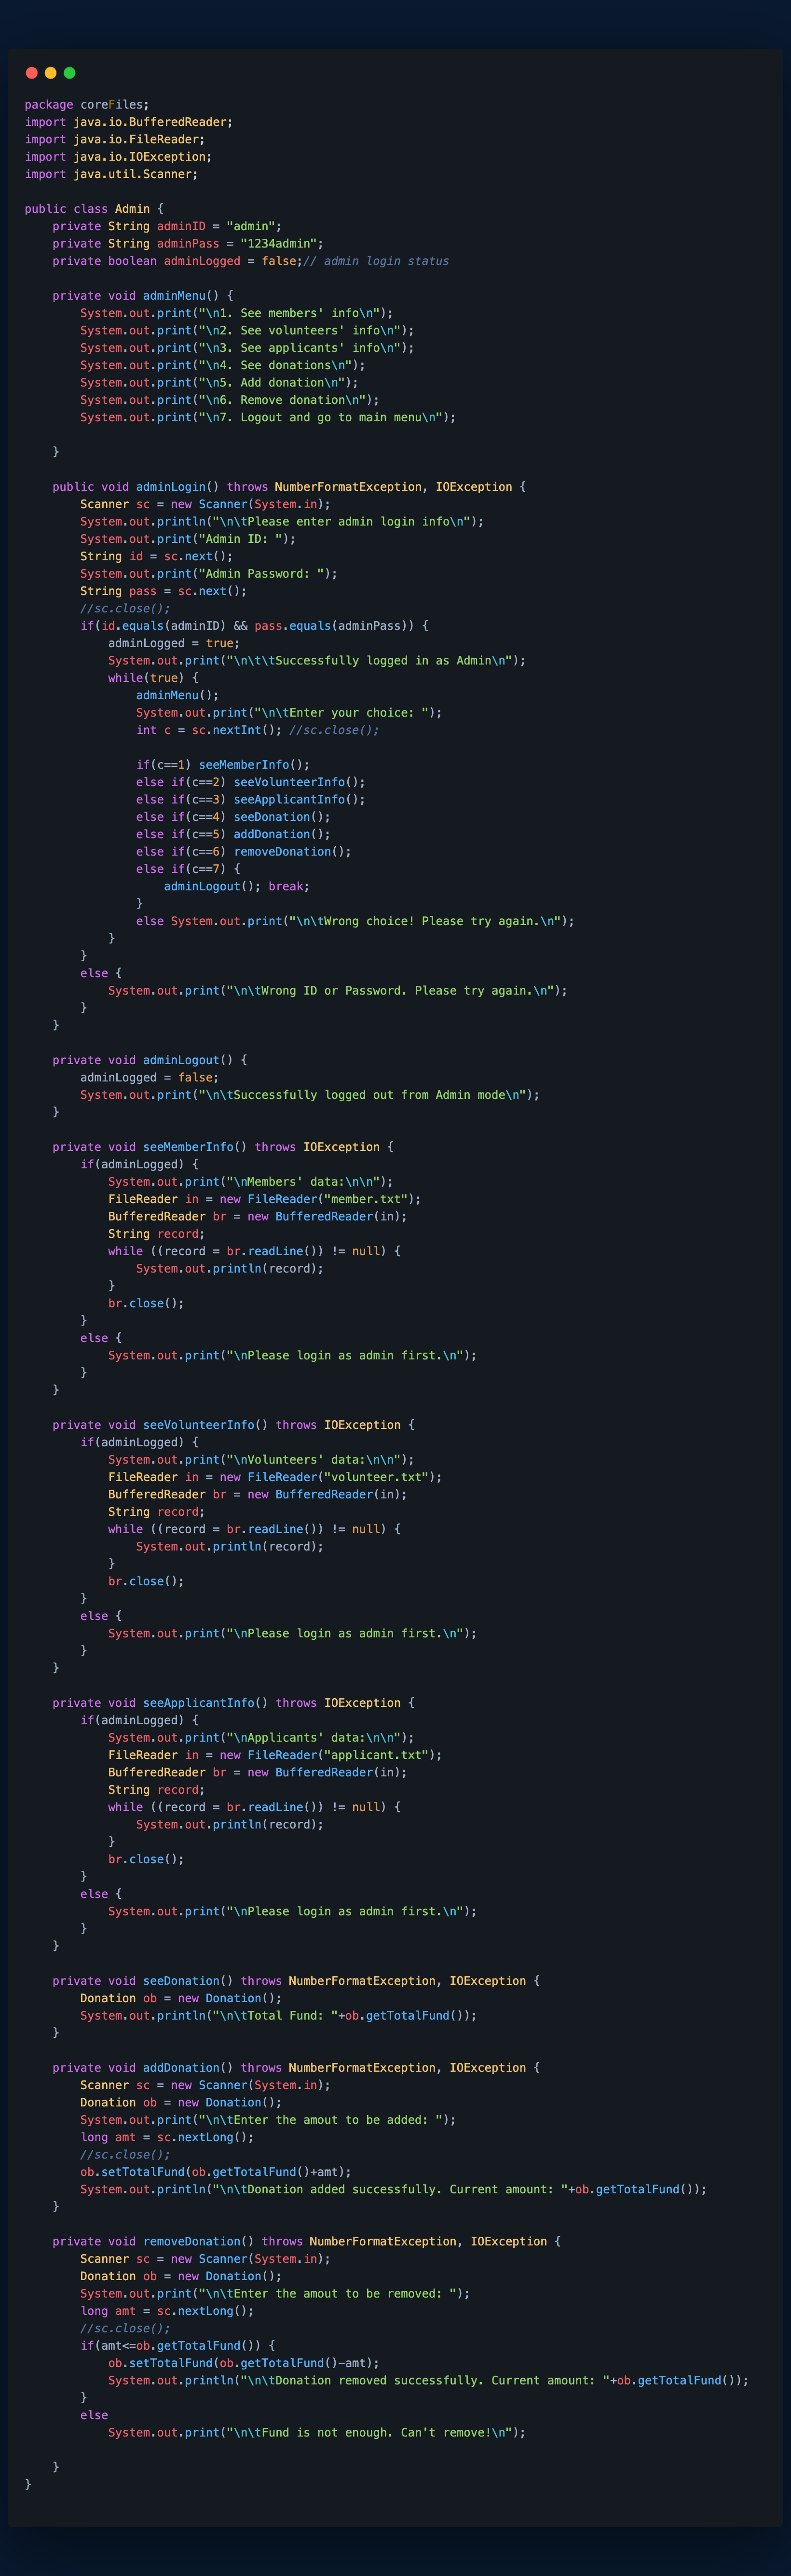 package coreFiles;
import java.io.BufferedReader;
import java.io.FileReader;
import java.io.IOException;
import java.util.Scanner;

public class Admin {
    private String adminID = "admin";
    private String adminPass = "1234admin";
    private boolean adminLogged = false;// admin login status

    private void adminMenu() {
        System.out.print("\n1. See members' info\n");
        System.out.print("\n2. See volunteers' info\n");
        System.out.print("\n3. See applicants' info\n");
        System.out.print("\n4. See donations\n");
        System.out.print("\n5. Add donation\n");
        System.out.print("\n6. Remove donation\n");
        System.out.print("\n7. Logout and go to main menu\n");

    }

    public void adminLogin() throws NumberFormatException, IOException {
        Scanner sc = new Scanner(System.in);
        System.out.println("\n\tPlease enter admin login info\n");
        System.out.print("Admin ID: ");
        String id = sc.next();
        System.out.print("Admin Password: ");
        String pass = sc.next();
        //sc.close();
        if(id.equals(adminID) && pass.equals(adminPass)) {
            adminLogged = true;
            System.out.print("\n\t\tSuccessfully logged in as Admin\n");
            while(true) {
                adminMenu();
                System.out.print("\n\tEnter your choice: ");
                int c = sc.nextInt(); //sc.close();

                if(c==1) seeMemberInfo();
                else if(c==2) seeVolunteerInfo();
                else if(c==3) seeApplicantInfo();
                else if(c==4) seeDonation();
                else if(c==5) addDonation();
                else if(c==6) removeDonation();
                else if(c==7) {
                    adminLogout(); break;
                }
                else System.out.print("\n\tWrong choice! Please try again.\n");
            }
        }
        else {
            System.out.print("\n\tWrong ID or Password. Please try again.\n");
        }
    }

    private void adminLogout() {
        adminLogged = false;
        System.out.print("\n\tSuccessfully logged out from Admin mode\n");
    }

    private void seeMemberInfo() throws IOException {
        if(adminLogged) {
            System.out.print("\nMembers' data:\n\n");
            FileReader in = new FileReader("member.txt");
            BufferedReader br = new BufferedReader(in);
            String record;
            while ((record = br.readLine()) != null) {
                System.out.println(record);
            }
            br.close();
        }
        else {
            System.out.print("\nPlease login as admin first.\n");
        }
    }

    private void seeVolunteerInfo() throws IOException {
        if(adminLogged) {
            System.out.print("\nVolunteers' data:\n\n");
            FileReader in = new FileReader("volunteer.txt");
            BufferedReader br = new BufferedReader(in);
            String record;
            while ((record = br.readLine()) != null) {
                System.out.println(record);
            }
            br.close();
        }
        else {
            System.out.print("\nPlease login as admin first.\n");
        }
    }

    private void seeApplicantInfo() throws IOException {
        if(adminLogged) {
            System.out.print("\nApplicants' data:\n\n");
            FileReader in = new FileReader("applicant.txt");
            BufferedReader br = new BufferedReader(in);
            String record;
            while ((record = br.readLine()) != null) {
                System.out.println(record);
            }
            br.close();
        }
        else {
            System.out.print("\nPlease login as admin first.\n");
        }
    }

    private void seeDonation() throws NumberFormatException, IOException {
        Donation ob = new Donation();
        System.out.println("\n\tTotal Fund: "+ob.getTotalFund());
    }

    private void addDonation() throws NumberFormatException, IOException {
        Scanner sc = new Scanner(System.in);
        Donation ob = new Donation();
        System.out.print("\n\tEnter the amout to be added: ");
        long amt = sc.nextLong();
        //sc.close();
        ob.setTotalFund(ob.getTotalFund()+amt);
        System.out.println("\n\tDonation added successfully. Current amount: "+ob.getTotalFund());
    }

    private void removeDonation() throws NumberFormatException, IOException {
        Scanner sc = new Scanner(System.in);
        Donation ob = new Donation();
        System.out.print("\n\tEnter the amout to be removed: ");
        long amt = sc.nextLong();
        //sc.close();
        if(amt<=ob.getTotalFund()) {
            ob.setTotalFund(ob.getTotalFund()-amt);
            System.out.println("\n\tDonation removed successfully. Current amount: "+ob.getTotalFund());
        }
        else
            System.out.print("\n\tFund is not enough. Can't remove!\n");

    }
}